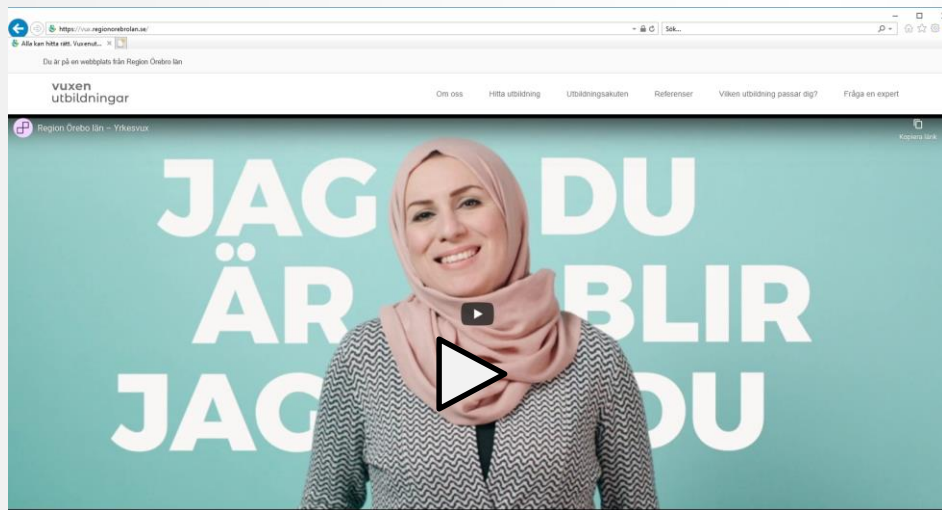 https://vux.regionorebrolan.se/
Sök...
Alla kan hitta rätt. Vuxenut...
Du är på en webbplats från Region Örebro län
vuxen
utbildningar
Om oss Hitta utbildning Utbildningsakuten Referenser Vilken utbildning passar dig? Fråga en expert
Region Örebo län – Yrkesvux
Kopiera länk
JAG DU
ÄR BLIR
JAG DU